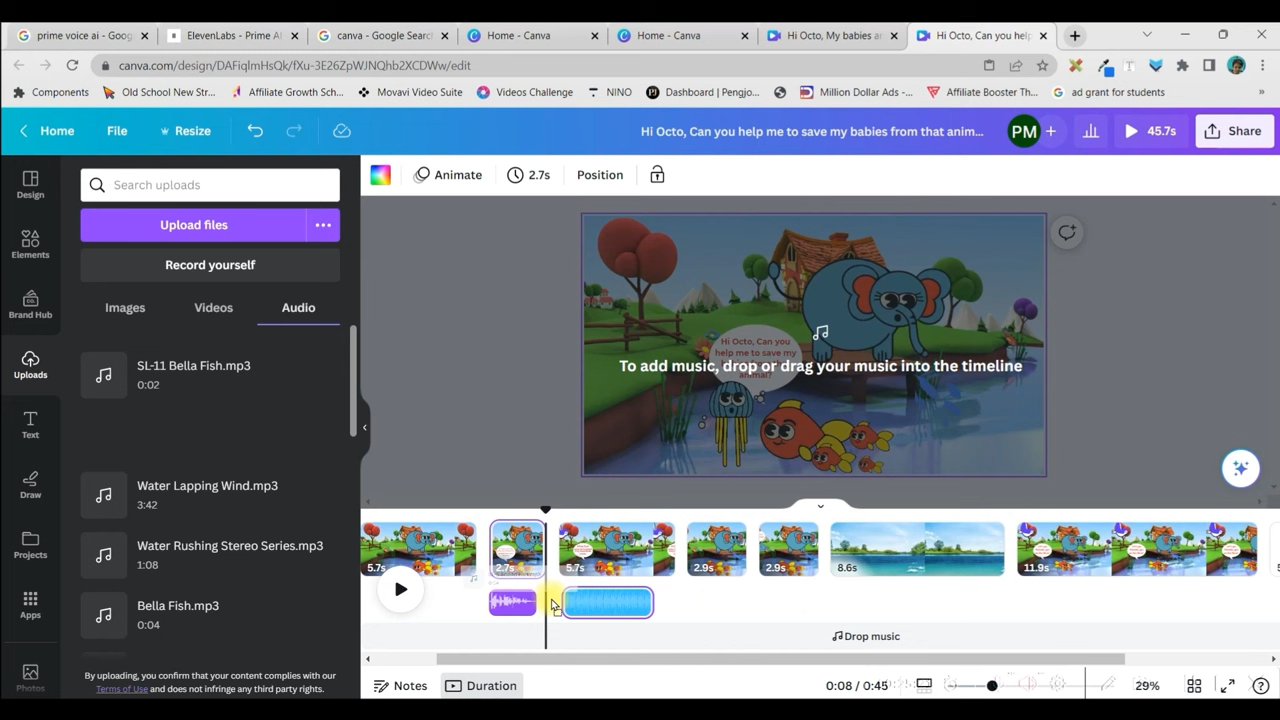 prime voice ai - Goog
ElevenLabs - Prime A
canva - Google Searc
Home - Canva
Home - Canva
Hi Octo, My babies a
Hi Octo, Can you help
canva.com/design/DAFiqlmHsQk/fXu-3E26ZpWJNQhb2XCDWw/edit
Components
Old School New Str...
Affiliate Growth Sch...
Movavi Video Suite
Videos Challenge
NINO
Dashboard | Pengjo...
Million Dollar Ads -...
Affiliate Booster Th...
ad grant for students
Home
File
Resize
Hi Octo, Can you help me to save my babies from that anim...
PM
45.7s
Share
Design
Elements
Brand Hub
Uploads
Text
Draw
Projects
Apps
Photos
Search uploads
Upload files
Record yourself
Images
Videos
Audio
SL-11 Bella Fish.mp3
0:02
Water Lapping Wind.mp3
3:42
Water Rushing Stereo Series.mp3
1:08
Bella Fish.mp3
0:04
By uploading, you confirm that your content complies with our
Terms of Use and does not infringe any third party rights.
Animate
2.7s
Position
Hi Octo, Can you
help me to save my
To add music, drop or drag your music into the timeline
5.7s
2.7s
5.7s
2.9s
2.9s
8.6s
11.9s
Drop music
Notes
Duration
0:08 / 0:45
29%